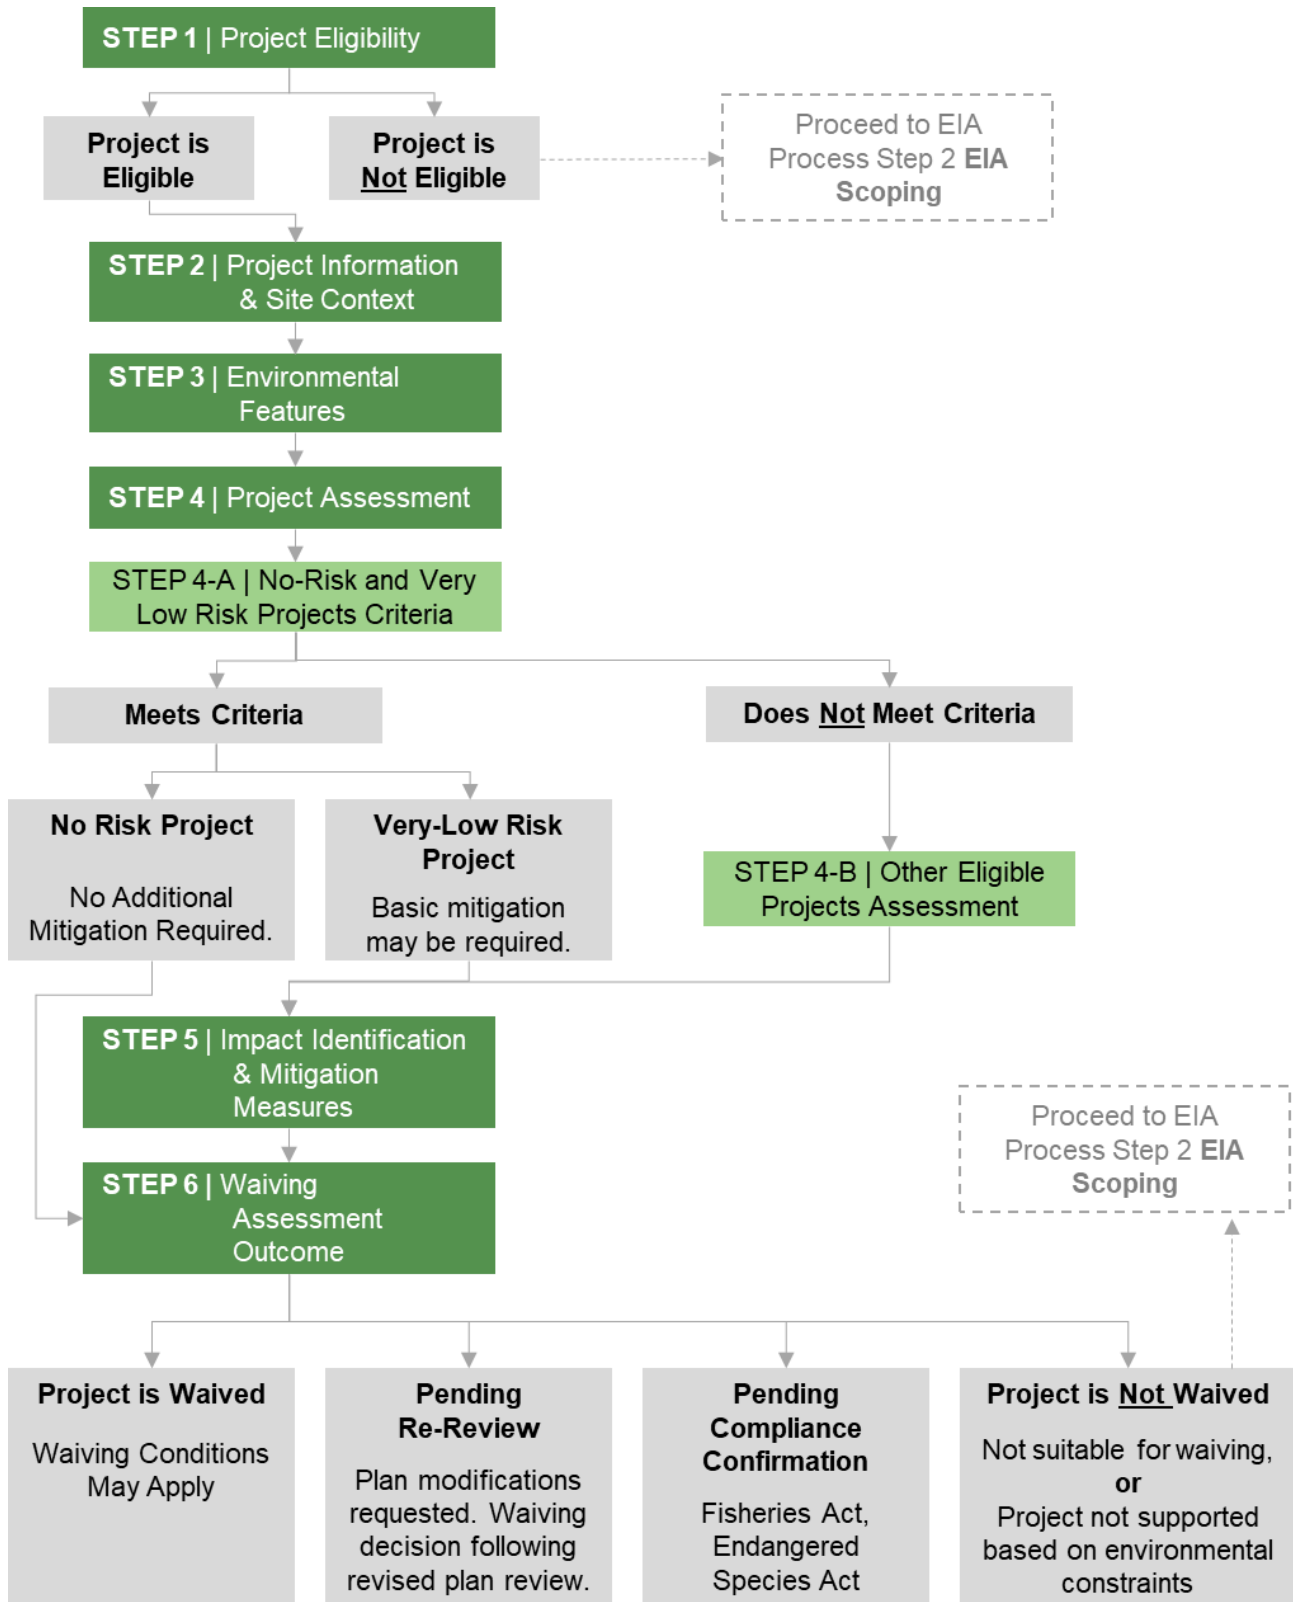 STEP 1 | Project Eligibility
Project is
Eligible
Project is
Not Eligible
Proceed to EIA
Process Step 2 EIA
Scoping
STEP 2 | Project Information
& Site Context
STEP 3 | Environmental
Features
STEP 4 | Project Assessment
STEP 4-A | No-Risk and Very
Low Risk Projects Criteria
Meets Criteria
Does Not Meet Criteria
No Risk Project
No Additional
Mitigation Required.
Very-Low Risk
Project
Basic mitigation
may be required.
STEP 4-B | Other Eligible
Projects Assessment
STEP 5 | Impact Identification
& Mitigation
Measures
STEP 6 | Waiving
Assessment
Outcome
Proceed to EIA
Process Step 2 EIA
Scoping
Project is Waived
Waiving Conditions
May Apply
Pending
Re-Review
Plan modifications
requested. Waiving
decision following
revised plan review.
Pending
Compliance
Confirmation
Fisheries Act,
Endangered
Species Act
Project is Not Waived
Not suitable for waiving,
or
Project not supported
based on environmental
constraints